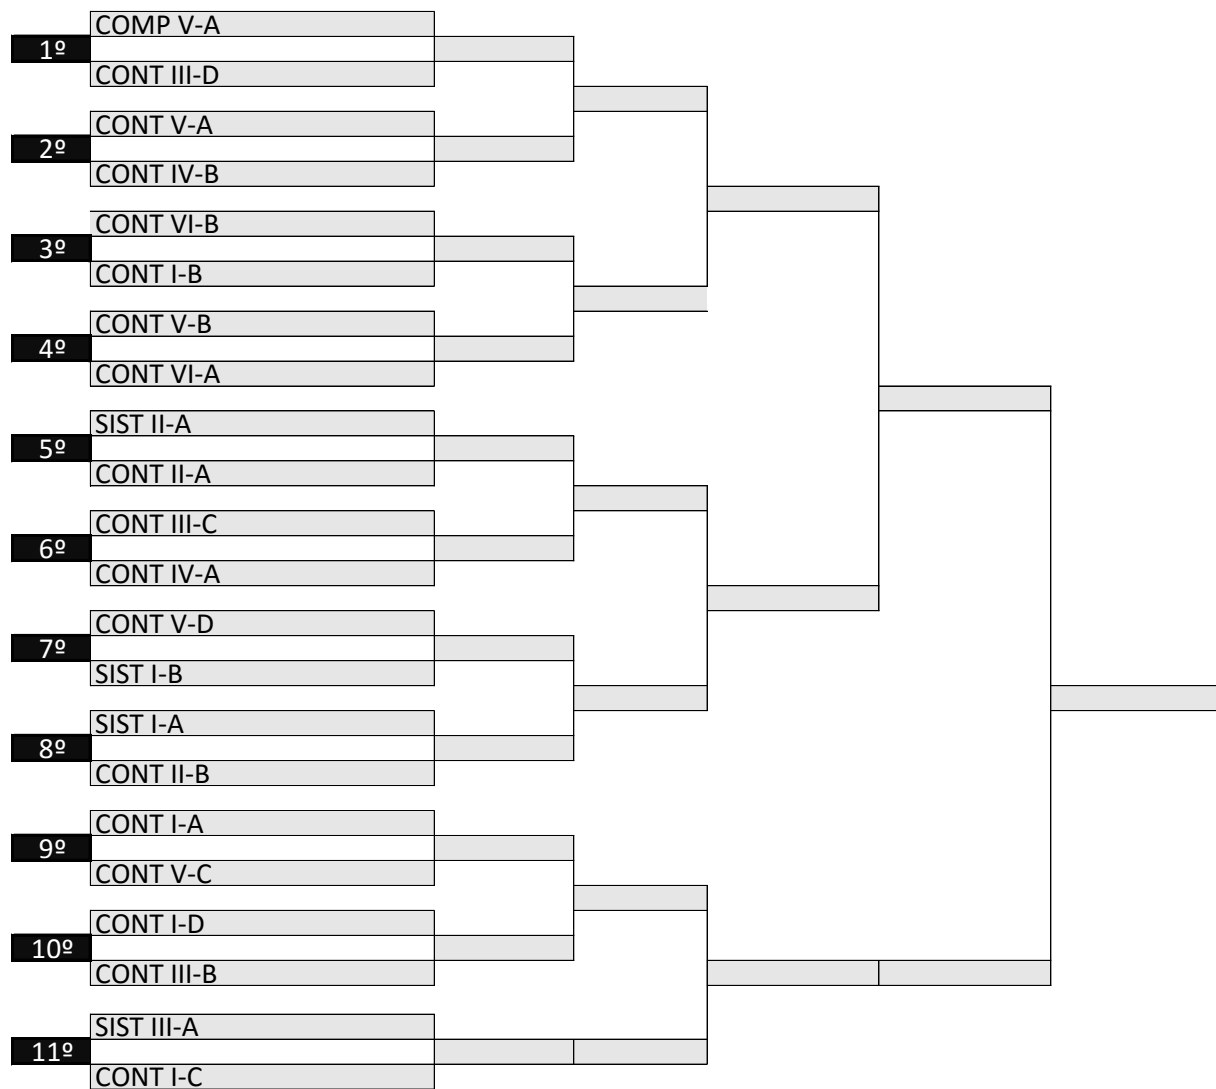 COMP V-A
1º
CONT III-D
CONT V-A
2º
CONT IV-B
CONT VI-B
3º
CONT I-B
CONT V-B
4º
CONT VI-A
SIST II-A
5º
CONT II-A
CONT III-C
6º
CONT IV-A
CONT V-D
7º
SIST I-B
SIST I-A
8º
CONT II-B
CONT I-A
9º
CONT V-C
CONT I-D
10º
CONT III-B
SIST III-A
11º
CONT I-C